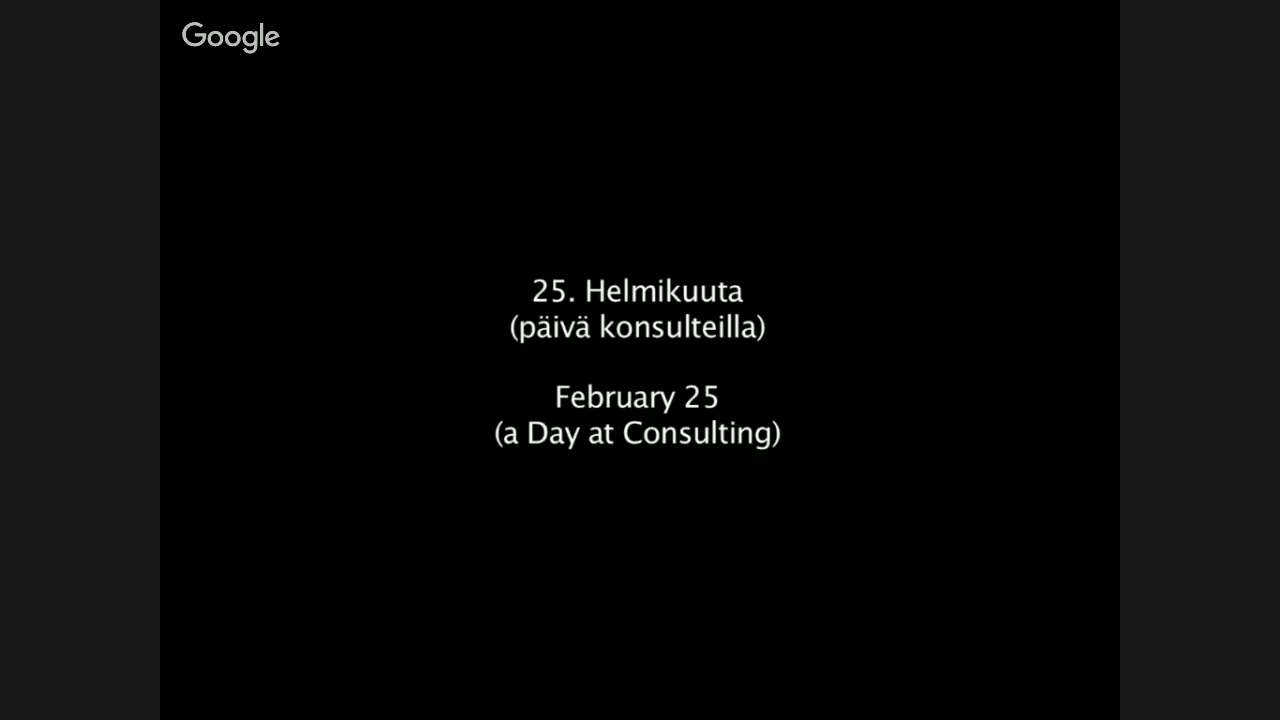 Google
25. Helmikuuta
(päivä konsulteilla)
February 25
(a Day at Consulting)